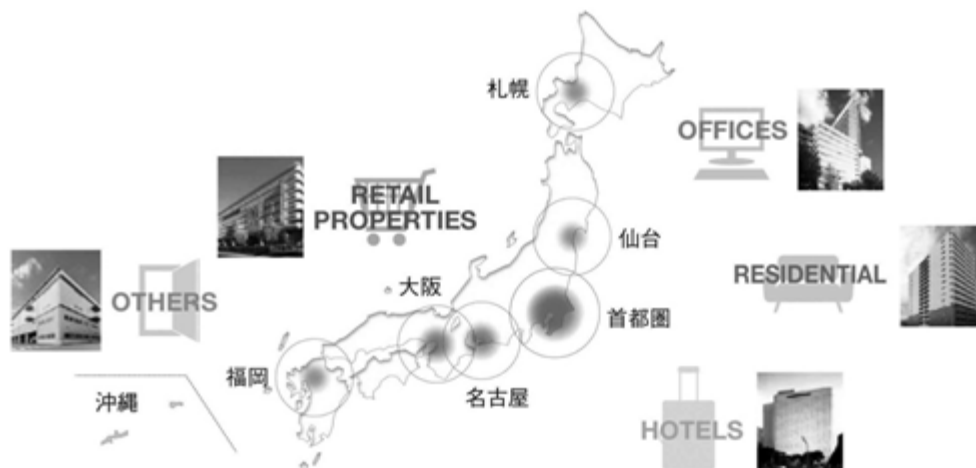 札幌
OFFICES
RETAIL
PROPERTIES
仙台
大阪
RESIDENTIAL
OTHERS
首都圏
福岡
名古屋
沖縄
HOTELS